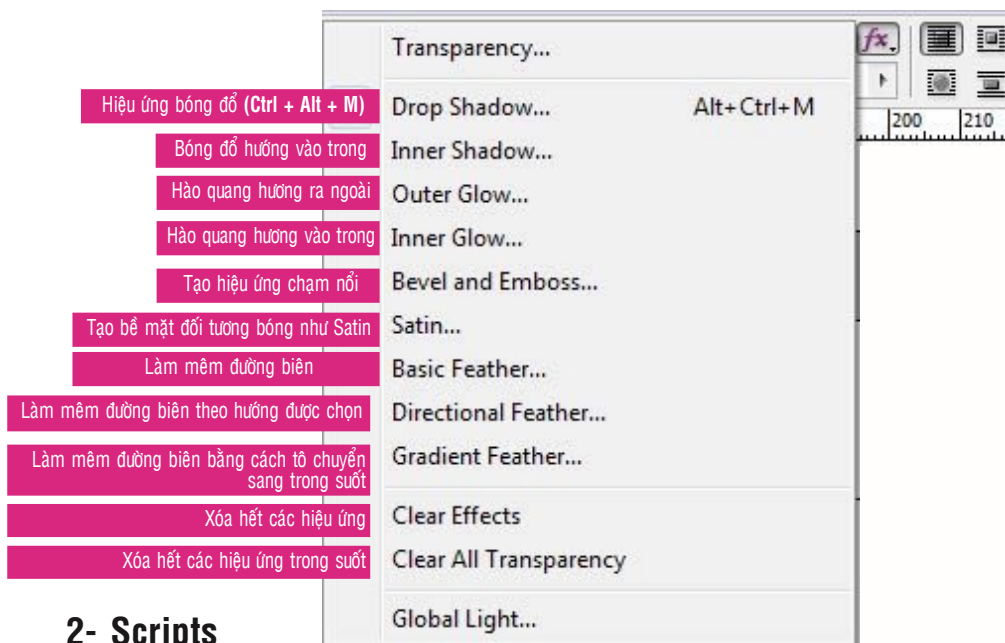 Transparency...
Hiệu ứng bóng đổ (Ctrl + Alt + M)
Drop Shadow... Alt+Ctrl+M
200 210
Bóng đổ hướng vào trong
Inner Shadow...
Hào quang hương ra ngoài
Outer Glow...
Hào quang hương vào trong
Inner Glow...
Tạo hiệu ứng chạm nổi
Bevel and Emboss...
Tạo bề mặt đối tương bóng như Satin
Satin...
Làm mêm đường biên
Basic Feather...
Làm mêm đường biên theo hướng được chọn
Directional Feather...
Làm mêm đường biên bằng cách tô chuyển
sang trong suốt
Gradient Feather...
Xóa hết các hiệu ứng
Clear Effects
Xóa hết các hiệu ứng trong suốt
Clear All Transparency
Global Light...
2- Scripts
fx.